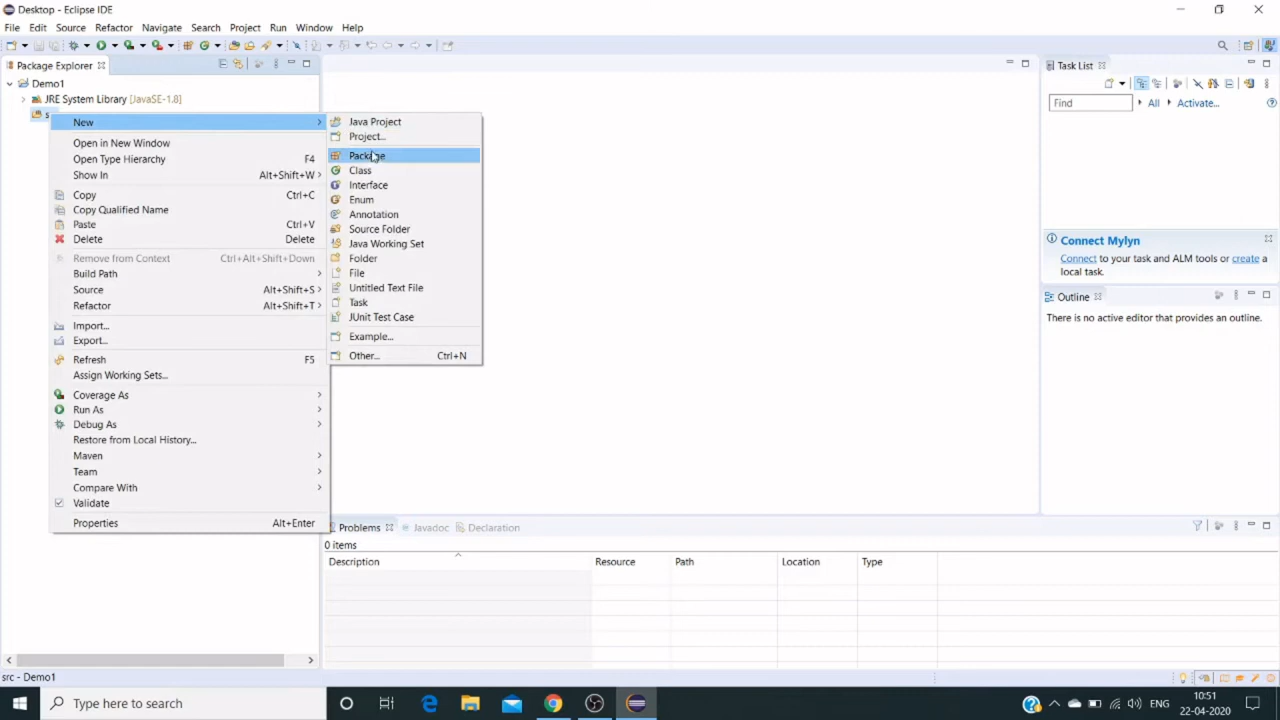 Desktop - Eclipse IDE
File Edit Source Refactor Navigate Search Project Run Window Help
Package Explorer
Demo1
JRE System Library [JavaSE-1.8]
s
New
Open in New Window
Open Type Hierarchy F4
Show In Alt+Shift+W
Copy Ctrl+C
Copy Qualified Name
Paste Ctrl+V
Delete Delete
Remove from Context Ctrl+Alt+Shift+Down
Build Path
Source Alt+Shift+S
Refactor Alt+Shift+T
Import...
Export...
Refresh F5
Assign Working Sets...
Coverage As
Run As
Debug As
Restore from Local History...
Maven
Team
Compare With
Validate
Properties Alt+Enter
Java Project
Project...
Package
Class
Interface
Enum
Annotation
Source Folder
Java Working Set
Folder
File
Untitled Text File
Task
JUnit Test Case
Example...
Other... Ctrl+N
Task List
Find All Activate...
Connect Mylyn
Connect to your task and ALM tools or create a
local task.
Outline
There is no active editor that provides an outline.
Problems Javadoc Declaration
0 items
Description Resource Path Location Type
src - Demo1
Type here to search
ENG
10:51
22-04-2020